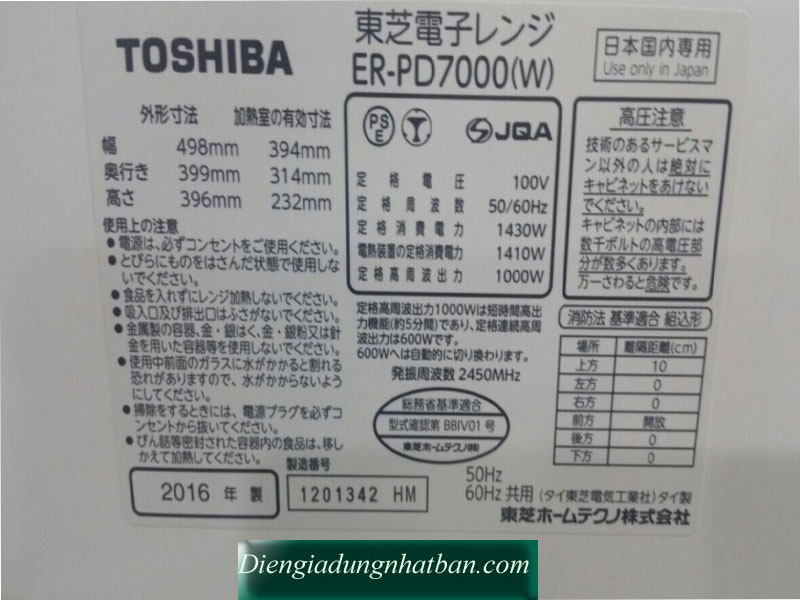 TOSHIBA
東芝電子レンジ
ER-PD7000(W)
日本国内専用
Use only in Japan
外形寸法 加熱室の有効寸法
幅 498mm 394mm
奥行き 399mm 314mm
高さ 396mm 232mm
使用上の注意
●電源は、必ずコンセントをご使用ください。
●とびらにものをはさんだ状態で使用しな
いでください。
●食品を入れずにレンジ加熱しないでください。
●吸入口及び排出口はふさがないでください。
●金属製の容器、金・銀はく、金・銀粉又は針
金を用いた容器等を使用しないでください。
●使用中前面のガラスに水がかかると割れる
恐れがありますので、水がかからないよう
にしてください。
●掃除をするときには、電源プラグを必ずコ
ンセントから抜いてください。
●びん詰等密封された容器内の食品は、移し
かえて加熱してください。
2016年製
製造番号
1201342 HM
PSE
JQA
定格電圧 100V
定格周波数 50/60Hz
定格消費電力 1430W
電熱装置の定格消費電力 1410W
定格高周波出力 1000W
定格高周波出力1000Wは短時間高出
力機能(約5分間)であり、定格連続高周
波出力は600Wです。
600Wへは自動的に切り換わります。
発振周波数 2450MHz
総務省基準適合
型式確認第 BBIV01 号
東芝ホームテクノ(株)
高圧注意
技術のあるサービスマ
ン以外の人は絶対に
キャビネットをあけない
でください。
キャビネットの内部には
数千ボルトの高電圧部
分が数多くあります。
万一さわると危険です。
消防法 基準適合 組込形
場所 離隔距離(cm)
上方 10
左方 0
右方 0
前方 開放
後方 0
下方 0
50Hz
60Hz 共用 (タイ東芝電気工業社)タイ製
東芝ホームテクノ株式会社
Diengiadungnhatban.com